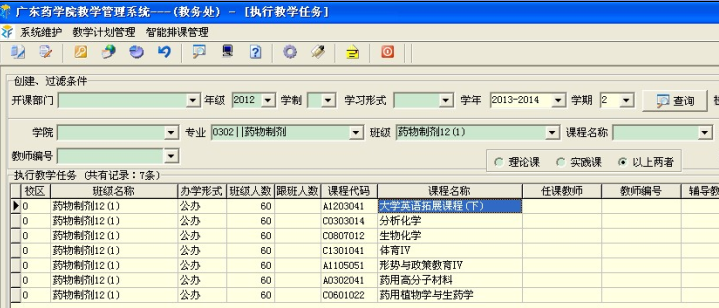 广东药学院教学管理系统---(教务处) - [执行教学任务]
系统维护 教学计划管理 智能排课管理
创建、过滤条件
开课部门 年级 2012 学制 学习形式 学年 2013-2014 学期 2 查询
学院 专业 0302||药物制剂 班级 药物制剂12(1) 课程名称
教师编号 理论课 实践课 以上两者
执行教学任务 (共有记录：7条)
校区 班级名称 办学形式 班级人数 跟班人数 课程代码 课程名称 任课教师 教师编号 辅导教
0 药物制剂12(1) 公办 60 A1203041 大学英语拓展课程(下)
0 药物制剂12(1) 公办 60 C0303014 分析化学
0 药物制剂12(1) 公办 60 C0807012 生物化学
0 药物制剂12(1) 公办 60 C1301041 体育IV
0 药物制剂12(1) 公办 60 A1105051 形势与政策教育IV
0 药物制剂12(1) 公办 60 A0302041 药用高分子材料
0 药物制剂12(1) 公办 60 C0601022 药用植物学与生药学